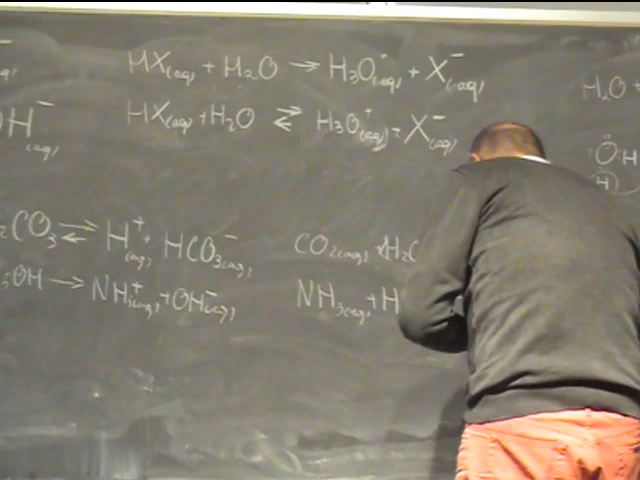 HX(aq) + H₂O → H₃O⁺(aq) + X⁻(aq)
HX(aq) + H₂O ⇌ H₃O⁺(aq) + X⁻(aq)
H⁻(aq)
H₂O
:Ö·H
H
₂CO₃ ⇌ H⁺(aq) + HCO₃⁻(aq)
CO₂(aq) + H₂
OH → NH₄⁺(aq) + OH⁻(aq)
NH₃(aq) + H